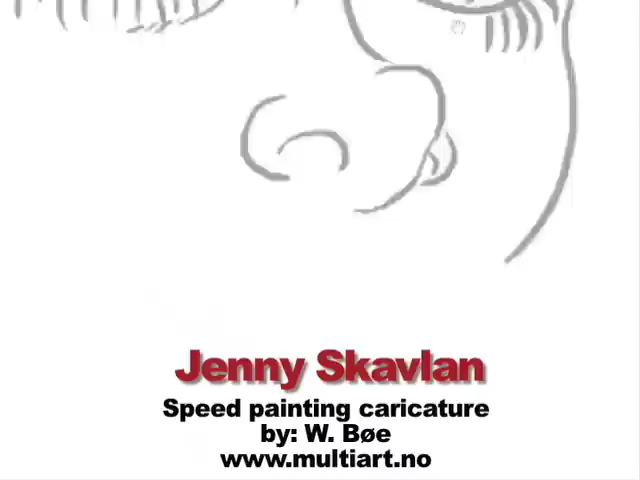 Jenny Skavlan
Speed painting caricature
by: W. Bøe
www.multiart.no